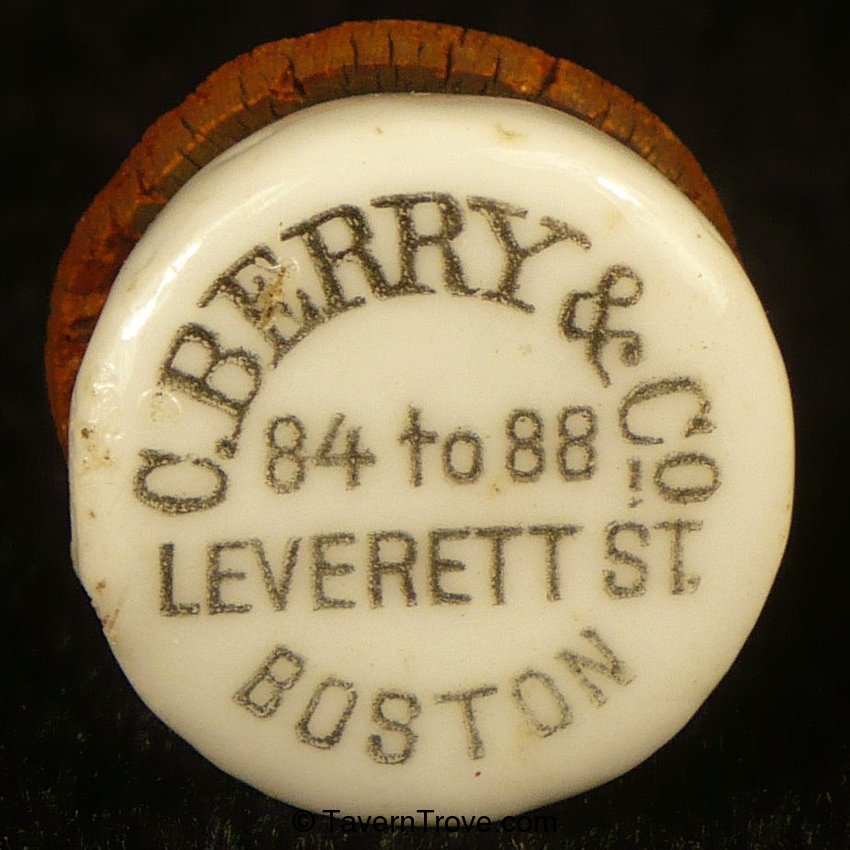 C. BERRY & Co.
84 to 88
LEVERETT ST.
BOSTON
© TavernTrove.com